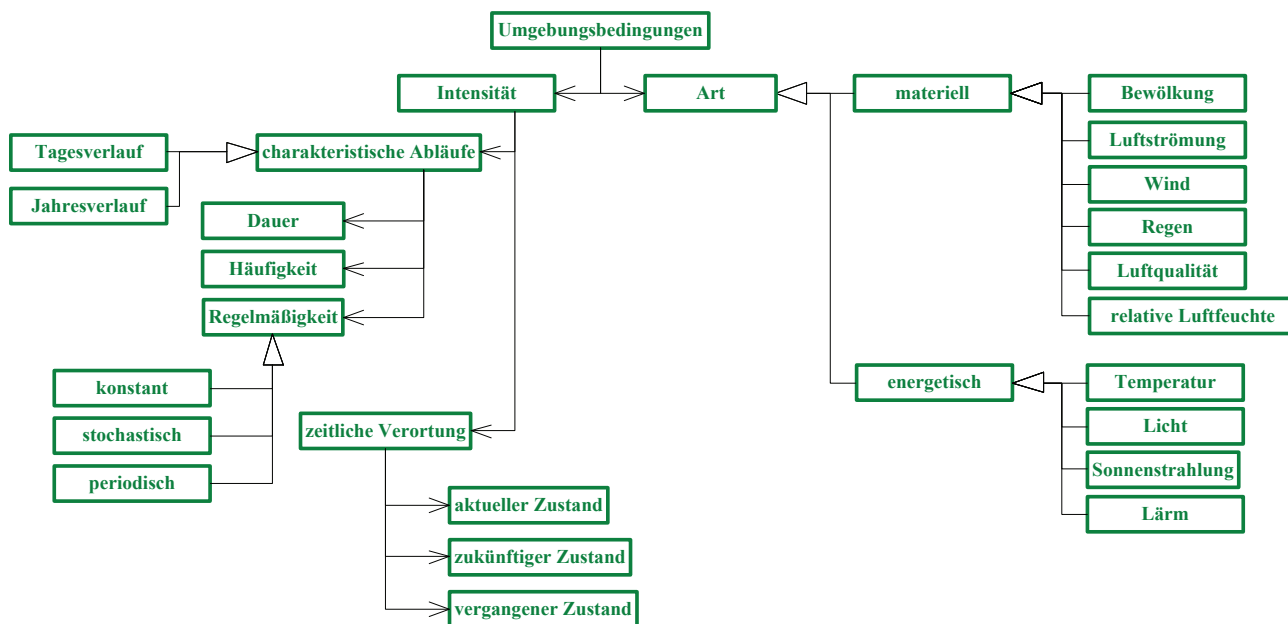 Umgebungsbedingungen
Intensität
Art
materiell
Bewölkung
Tagesverlauf
charakteristische Abläufe
Luftströmung
Jahresverlauf
Wind
Dauer
Regen
Häufigkeit
Luftqualität
Regelmäßigkeit
relative Luftfeuchte
konstant
energetisch
Temperatur
stochastisch
zeitliche Verortung
Licht
periodisch
Sonnenstrahlung
aktueller Zustand
Lärm
zukünftiger Zustand
vergangener Zustand